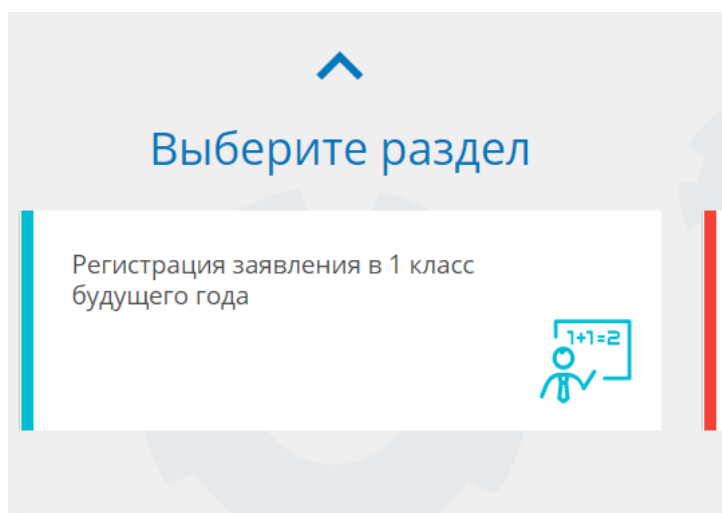 Выберите раздел
Регистрация заявления в 1 класс
будущего года
1+1=2